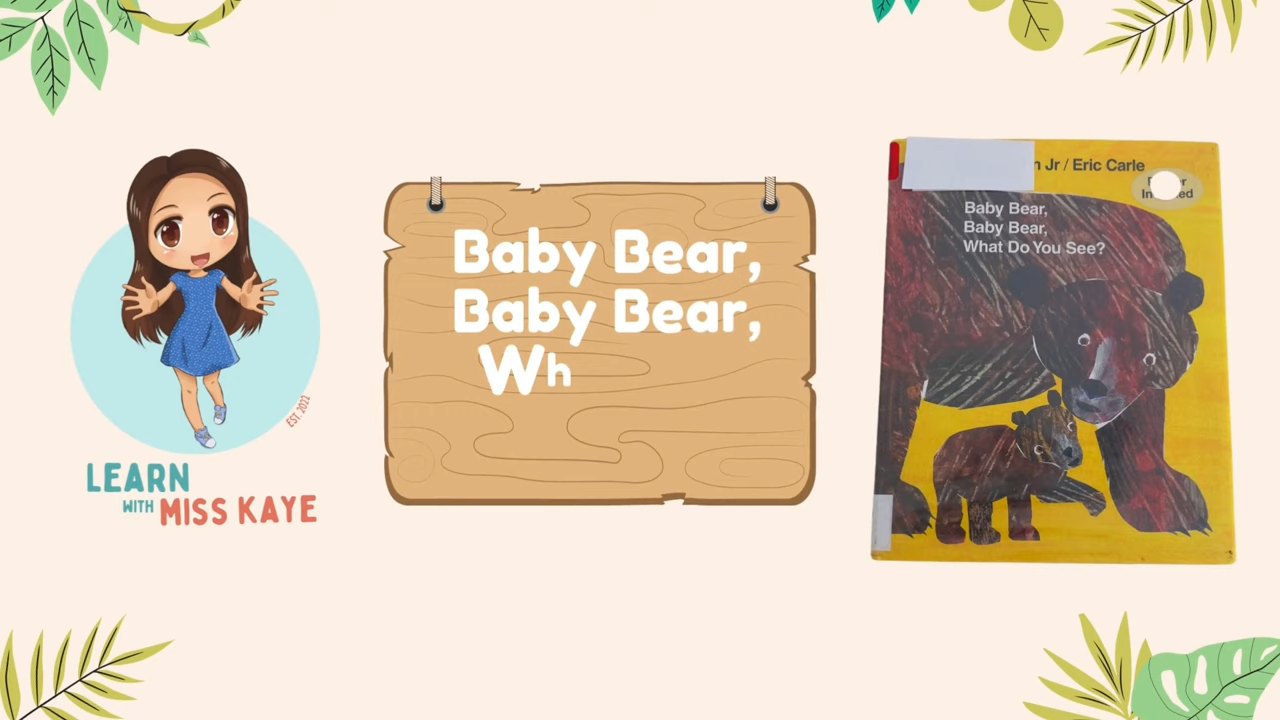 LEARN
WITH MISS KAYE
EST. 2022
Baby Bear,
Baby Bear,
Wh
Jr / Eric Carle
Baby Bear,
Baby Bear,
What Do You See?